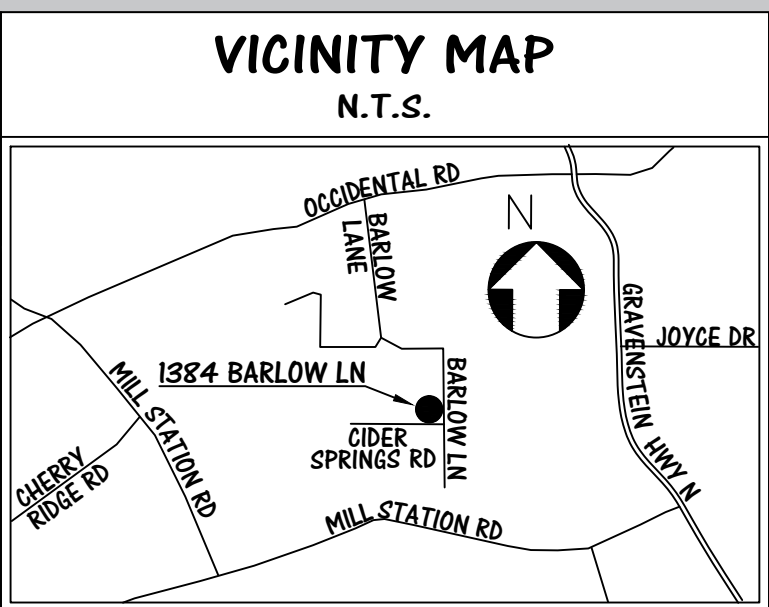 VICINITY MAP
N.T.S.
OCCIDENTAL RD
N
BARLOW
LANE
GRAVENSTEIN HWY N
JOYCE DR
1384 BARLOW LN
BARLOW LN
MILL STATION RD
CIDER
SPRINGS RD
CHERRY
RIDGE RD
MILL STATION RD